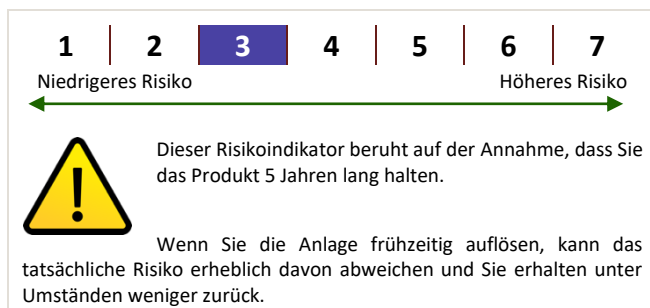 1 2 3 4 5 6 7
Niedrigeres Risiko Höheres Risiko
Dieser Risikoindikator beruht auf der Annahme, dass Sie
das Produkt 5 Jahren lang halten.
Wenn Sie die Anlage frühzeitig auflösen, kann das
tatsächliche Risiko erheblich davon abweichen und Sie erhalten unter
Umständen weniger zurück.